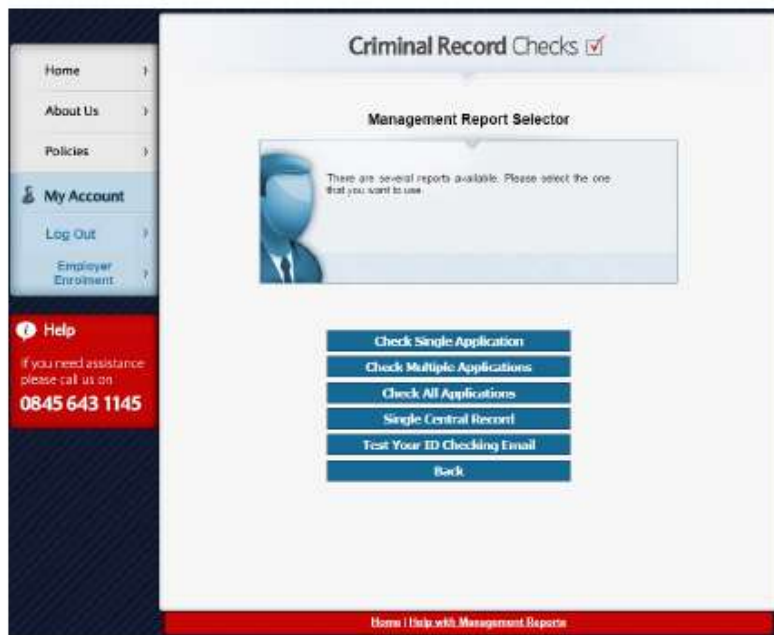 Criminal Record Checks
Home
About Us
Policies
My Account
Log Out
Employer
Enrolment
Help
If you need assistance
please call us on
0845 643 1145
Management Report Selector
There are several reports available. Please select the one
that you want to use
Check Single Application
Check Multiple Applications
Check All Applications
Single Central Record
Test Your ID Checking Email
Back
Home | Help with Management Reports